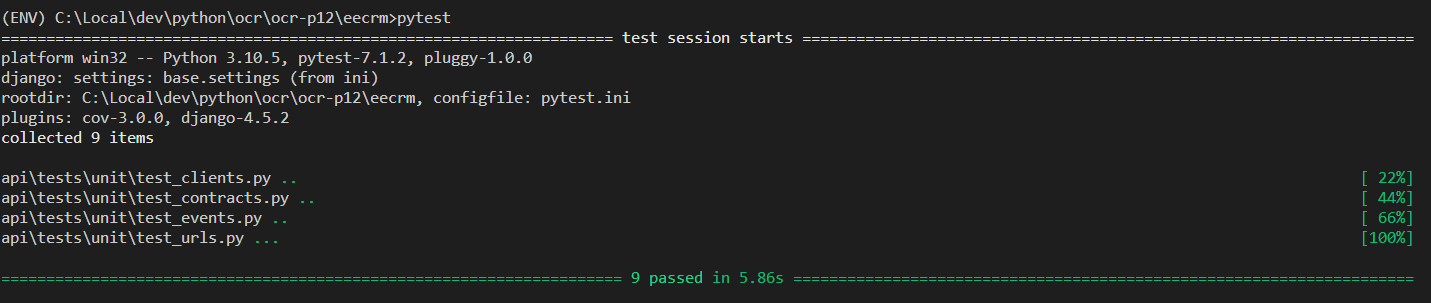 (ENV) C:\Local\dev\python\ocr\ocr-p12\eecrm>pytest
==================================================================== test session starts ====================================================================
platform win32 -- Python 3.10.5, pytest-7.1.2, pluggy-1.0.0
django: settings: base.settings (from ini)
rootdir: C:\Local\dev\python\ocr\ocr-p12\eecrm, configfile: pytest.ini
plugins: cov-3.0.0, django-4.5.2
collected 9 items
api\tests\unit\test_clients.py .. [ 22%]
api\tests\unit\test_contracts.py .. [ 44%]
api\tests\unit\test_events.py .. [ 66%]
api\tests\unit\test_urls.py ... [100%]
===================================================================== 9 passed in 5.86s =====================================================================